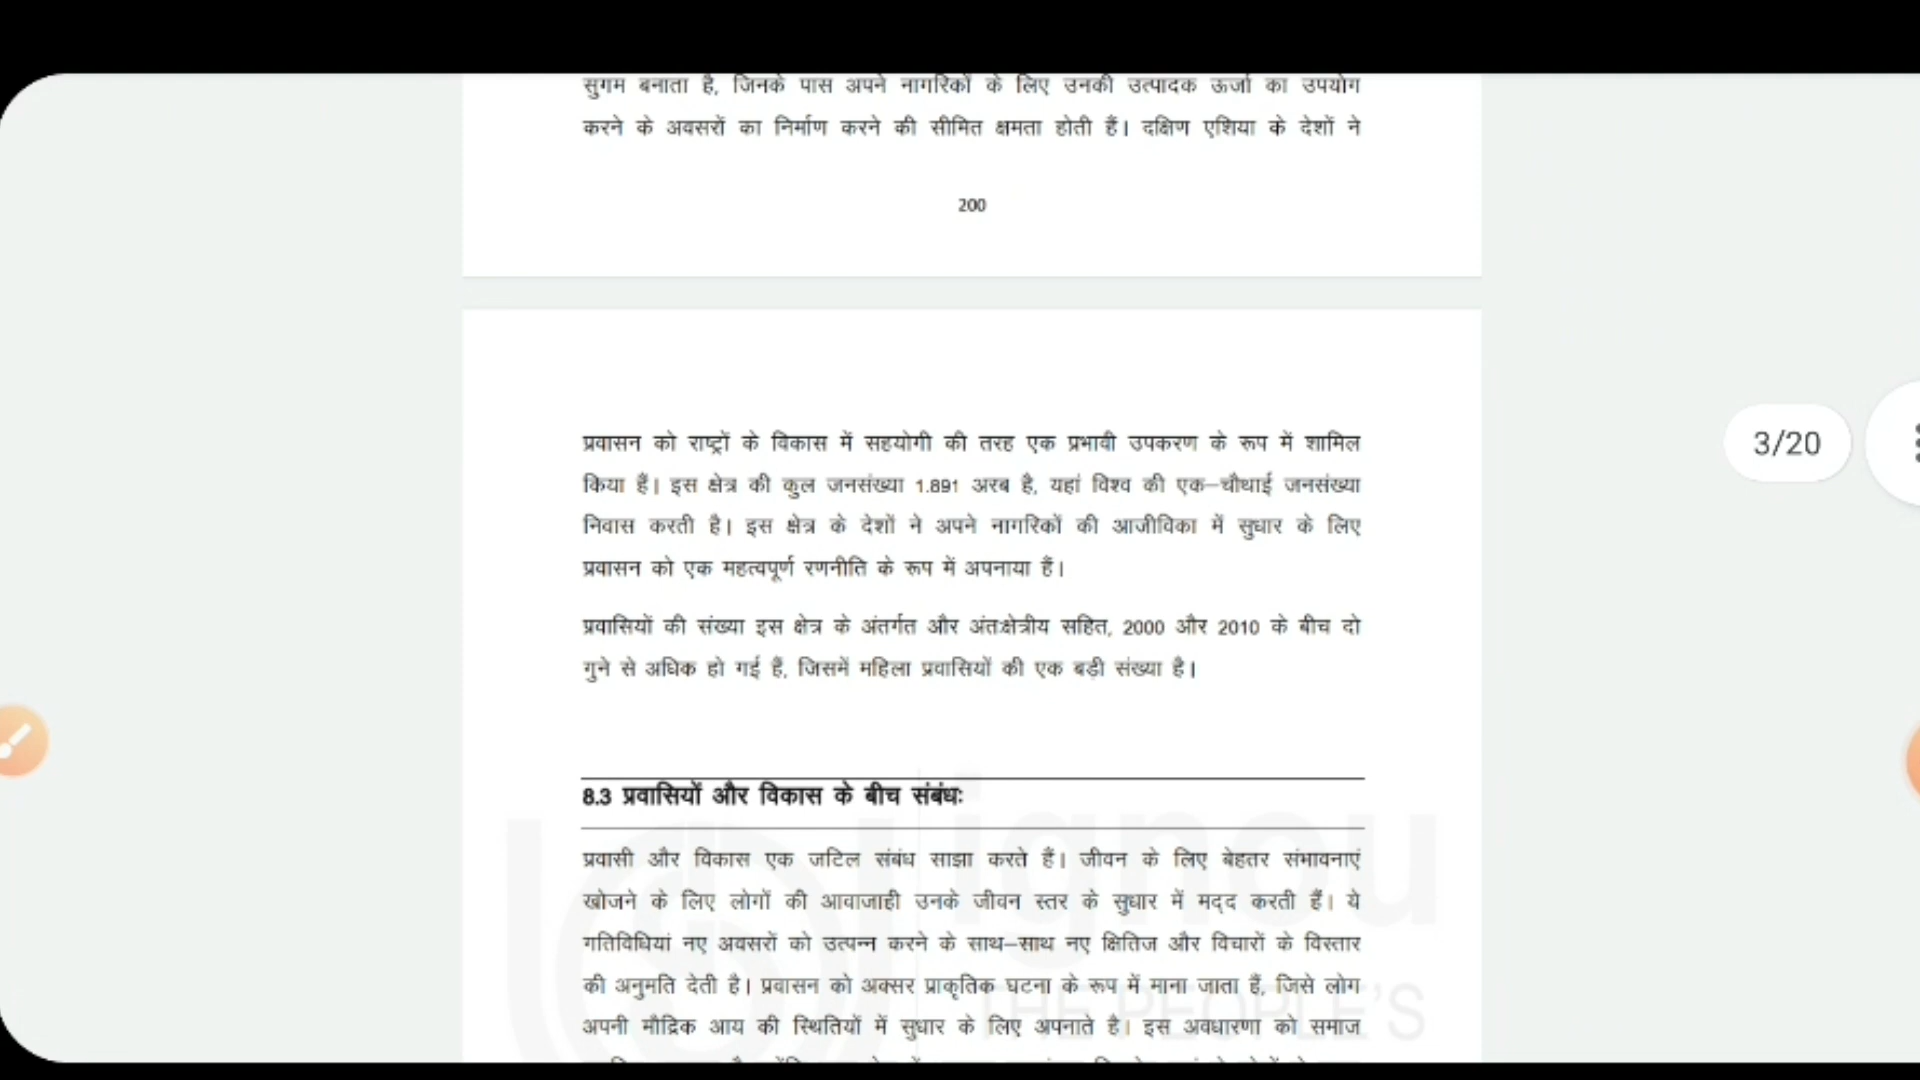 सुगम बनाता है, जिनके पास अपने नागरिकों के लिए उनकी उत्पादक ऊर्जा का उपयोग
करने के अवसरों का निर्माण करने की सीमित क्षमता होती हैं। दक्षिण एशिया के देशों ने
200
प्रवासन को राष्ट्रों के विकास में सहयोगी की तरह एक प्रभावी उपकरण के रूप में शामिल
किया हैं। इस क्षेत्र की कुल जनसंख्या 1.891 अरब है, यहां विश्व की एक–चौथाई जनसंख्या
निवास करती है। इस क्षेत्र के देशों ने अपने नागरिकों की आजीविका में सुधार के लिए
प्रवासन को एक महत्वपूर्ण रणनीति के रूप में अपनाया हैं।
3/20
प्रवासियों की संख्या इस क्षेत्र के अंतर्गत और अंतःक्षेत्रीय सहित, 2000 और 2010 के बीच दो
गुने से अधिक हो गई हैं, जिसमें महिला प्रवासियों की एक बड़ी संख्या है।
8.3 प्रवासियों और विकास के बीच संबंधः
प्रवासी और विकास एक जटिल संबंध साझा करते हैं। जीवन के लिए बेहतर संभावनाएं
खोजने के लिए लोगों की आवाजाही उनके जीवन स्तर के सुधार में मद्द करती हैं। ये
गतिविधियां नए अवसरों को उत्पन्न करने के साथ–साथ नए क्षितिज और विचारों के विस्तार
की अनुमति देती है। प्रवासन को अक्सर प्राकृतिक घटना के रूप में माना जाता हैं, जिसे लोग
अपनी मौद्रिक आय की स्थितियों में सुधार के लिए अपनाते है। इस अवधारणा को समाज
ignou
THE PEOPLE'S